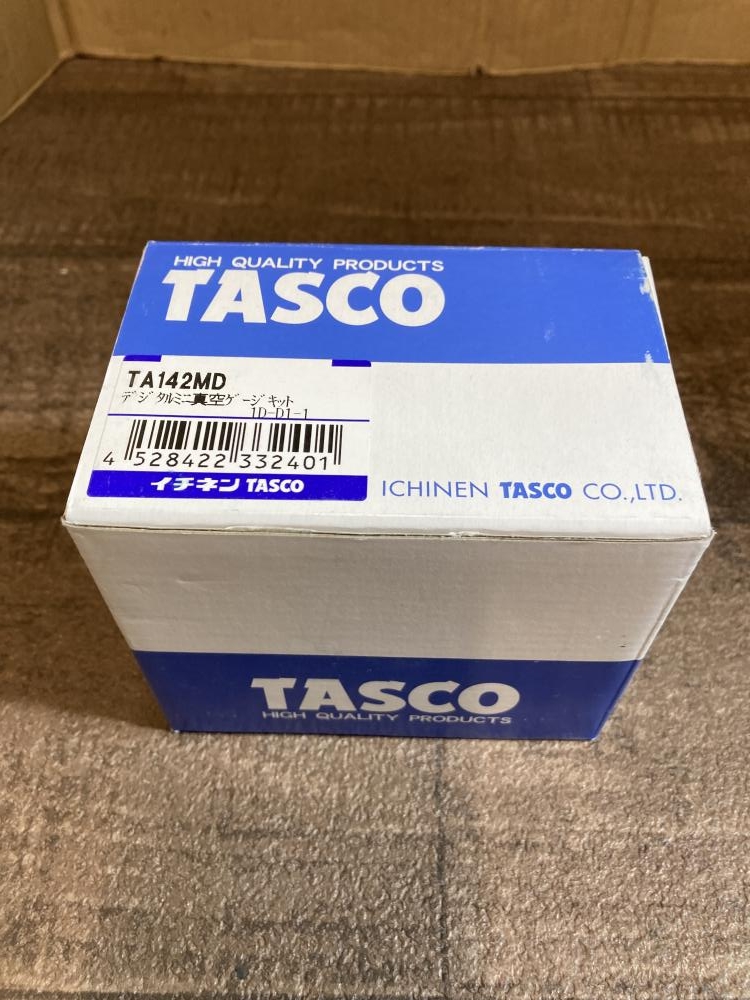 HIGH QUALITY PRODUCTS
TASCO
TA142MD
デジタルミニ真空ゲージキット
1D-D1-1
4 528422 332401
イチネン TASCO
ICHINEN TASCO CO.,LTD.
TASCO
HIGH QUALITY PRODUCTS